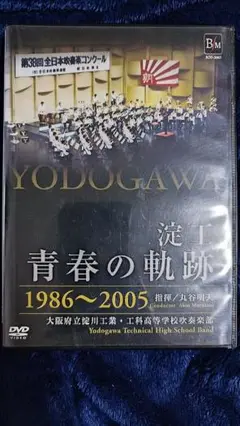 第38回全日本吹奏楽コンクール
B/M
YODOGAWA
淀工
青春の軌跡
1986〜2005
指揮/丸谷明夫
大阪府立淀川工業・工科高等学校吹奏楽部
Yodogawa Technical High School Band
DVD
VIDEO